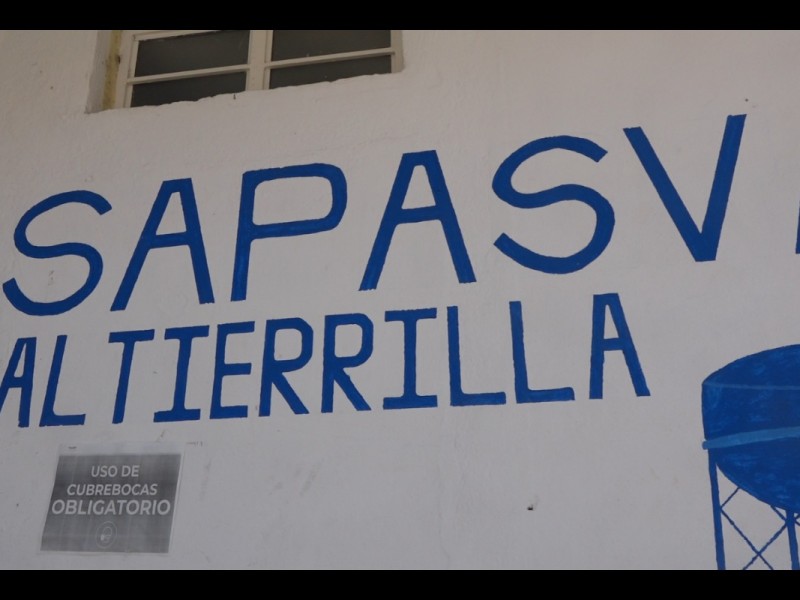 SAPASV
ALTIERRILLA
USO DE
CUBREBOCAS
OBLIGATORIO